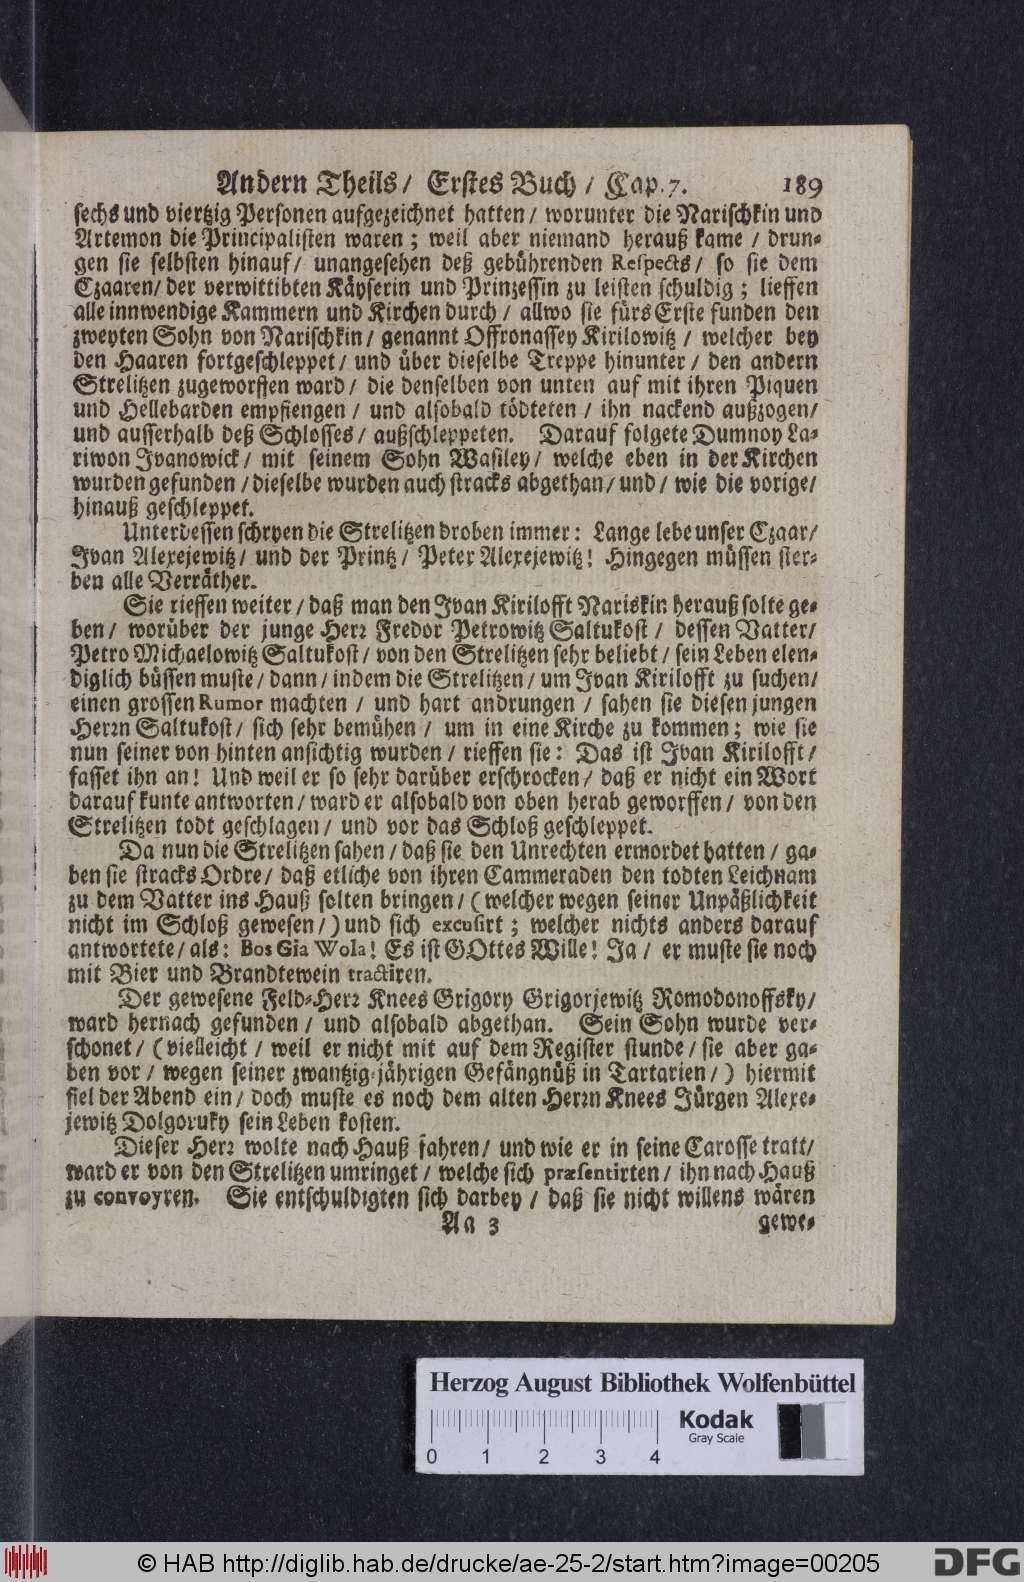 Andern Theils/ Erstes Buch/ Cap. 7. 189
sechs und viertzig Personen aufgezeichnet hatten/ worunter die Narischkin und
Artemon die Principalisten waren; weil aber niemand herauß kame/ drun-
gen sie selbsten hinauf/ unangesehen deß gebührenden Respects/ so sie dem
Czaaren/ der verwittibten Käyserin und Prinzessin zu leisten schuldig; lieffen
alle innwendige Kammern und Kirchen durch/ allwo sie fürs Erste funden den
zweyten Sohn von Narischkin/ genannt Offronassey Kirilowitz/ welcher bey
den Haaren fortgeschleppet/ und über dieselbe Treppe hinunter/ den andern
Strelitzen zugeworffen ward/ die denselben von unten auf mit ihren Piquen
und Hellebarden empfiengen/ und alsobald tödteten/ ihn nackend außzogen/
und ausserhalb deß Schlosses/ außschleppeten. Darauf folgete Dumnoy La-
riwon Jvanowick/ mit seinem Sohn Wasiley/ welche eben in der Kirchen
wurden gefunden/ dieselbe wurden auch stracks abgethan/ und/ wie die vorige/
hinauß geschleppet.
Unterdessen schryen die Strelitzen droben immer: Lange lebe unser Czaar/
Jvan Alexejewitz/ und der Printz/ Peter Alexejewitz! Hingegen müssen ster-
ben alle Verräther.
Sie rieffen weiter/ daß man den Jvan Kirilofft Nariskin herauß solte ge-
ben/ worüber der junge Herr Fredor Petrowitz Saltukost/ dessen Vatter/
Petro Michaelowitz Saltukost/ von den Strelitzen sehr beliebt/ sein Leben elen-
diglich büssen muste/ dann/ indem die Strelitzen/ um Jvan Kirilofft zu suchen/
einen grossen Rumor machten/ und hart andrungen/ sahen sie diesen jungen
Herrn Saltukost/ sich sehr bemühen/ um in eine Kirche zu kommen; wie sie
nun seiner von hinten ansichtig wurden/ rieffen sie: Das ist Jvan Kirilofft/
fasset ihn an! Und weil er so sehr darüber erschrocken/ daß er nicht ein Wort
darauf kunte antworten/ ward er alsobald von oben herab geworffen/ von den
Strelitzen todt geschlagen/ und vor das Schloß geschleppet.
Da nun die Strelitzen sahen/ daß sie den Unrechten ermordet hatten/ ga-
ben sie stracks Ordre/ daß etliche von ihren Cammeraden den todten Leichnam
zu dem Vatter ins Hauß solten bringen/ (welcher wegen seiner Unpäßlichkeit
nicht im Schloß gewesen/) und sich excusirt; welcher nichts anders darauf
antwortete/ als: Bos Gia Wola! Es ist GOttes Wille! Ja/ er muste sie noch
mit Bier und Brandtewein tractiren.
Der gewesene Feld-Herr Knees Grigory Grigorjewitz Romodonoffsky/
ward hernach gefunden/ und alsobald abgethan. Sein Sohn wurde ver-
schonet/ (vielleicht/ weil er nicht mit auf dem Register stunde/ sie aber ga-
ben vor/ wegen seiner zwantzig-jährigen Gefängnüß in Tartarien/) hiermit
fiel der Abend ein/ doch muste es noch dem alten Herrn Knees Jürgen Alexe-
jewitz Dolgoruky sein Leben kosten.
Dieser Herr wolte nach Hauß fahren/ und wie er in seine Carosse tratt/
ward er von den Strelitzen umringet/ welche sich præsentirten/ ihn nach Hauß
zu convoyren. Sie entschuldigten sich darbey/ daß sie nicht willens wären
Aa 3 gewe-
Herzog August Bibliothek Wolfenbüttel
Kodak
Gray Scale
0 1 2 3 4
© HAB http://diglib.hab.de/drucke/ae-25-2/start.htm?image=00205
DFG